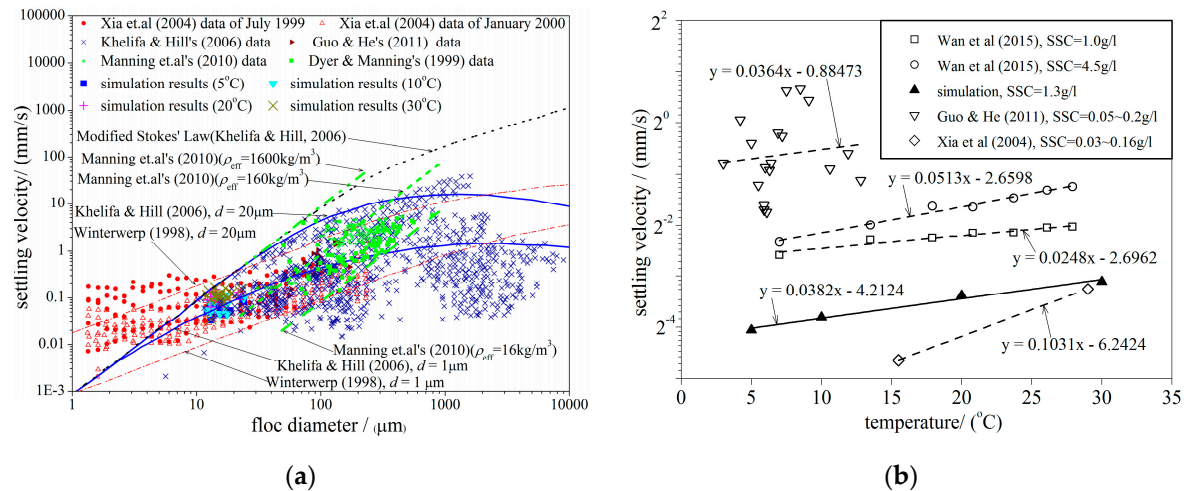 100000
10000
1000
100
10
1
0.1
0.01
1E-3
settling velocity/ (mm/s)
Xia et.al (2004) data of July 1999
Xia et.al (2004) data of January 2000
Khelifa & Hill's (2006) data
Guo & He's (2011) data
Manning et.al's (2010) data
Dyer & Manning's (1999) data
simulation results (5°C)
simulation results (10°C)
simulation results (20°C)
simulation results (30°C)
Modified Stokes' Law(Khelifa & Hill, 2006)
Manning et.al's (2010)(ρeff=1600kg/m³)
Manning et.al's (2010)(ρeff=160kg/m³)
Khelifa & Hill (2006), d = 20μm
Winterwerp (1998), d = 20μm
Manning et.al's (2010)(ρeff=16kg/m³)
Khelifa & Hill (2006), d = 1μm
Winterwerp (1998), d = 1 μm
1 10 100 1000 10000
floc diameter / (μm)
(a)
2²
2⁰
2⁻²
2⁻⁴
settling velocity/ (mm/s)
Wan et al (2015), SSC=1.0g/l
Wan et al (2015), SSC=4.5g/l
simulation, SSC=1.3g/l
Guo & He (2011), SSC=0.05~0.2g/l
Xia et al (2004), SSC=0.03~0.16g/l
y = 0.0364x - 0.88473
y = 0.0513x - 2.6598
y = 0.0248x - 2.6962
y = 0.0382x - 4.2124
y = 0.1031x - 6.2424
0 5 10 15 20 25 30 35
temperature/ (°C)
(b)